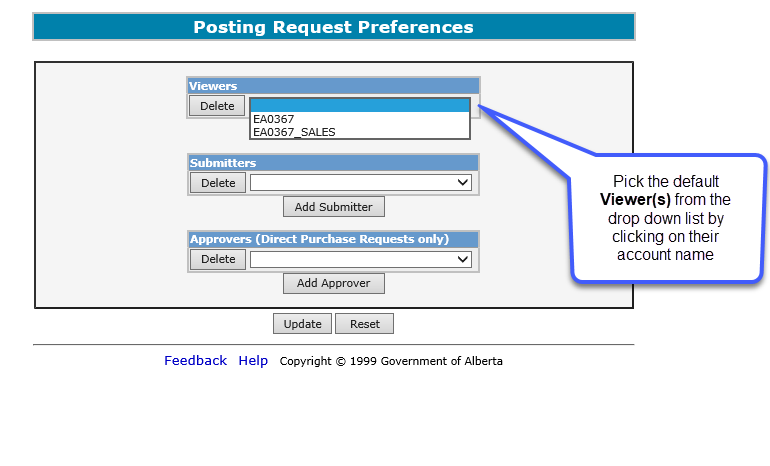 Posting Request Preferences
Viewers
Delete
EA0367
EA0367_SALES
Submitters
Delete
Add Submitter
Approvers (Direct Purchase Requests only)
Delete
Add Approver
Update Reset
Feedback Help Copyright © 1999 Government of Alberta
Pick the default
Viewer(s) from the
drop down list by
clicking on their
account name